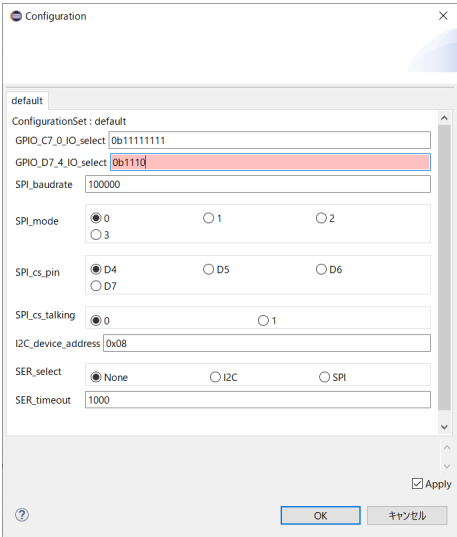 Configuration
default
ConfigurationSet : default
GPIO_C7_0_IO_select 0b11111111
GPIO_D7_4_IO_select 0b1110
SPI_baudrate 100000
SPI_mode 0 1 2
3
SPI_cs_pin D4 D5 D6
D7
SPI_cs_talking 0 1
I2C_device_address 0x08
SER_select None I2C SPI
SER_timeout 1000
Apply
? OK キャンセル